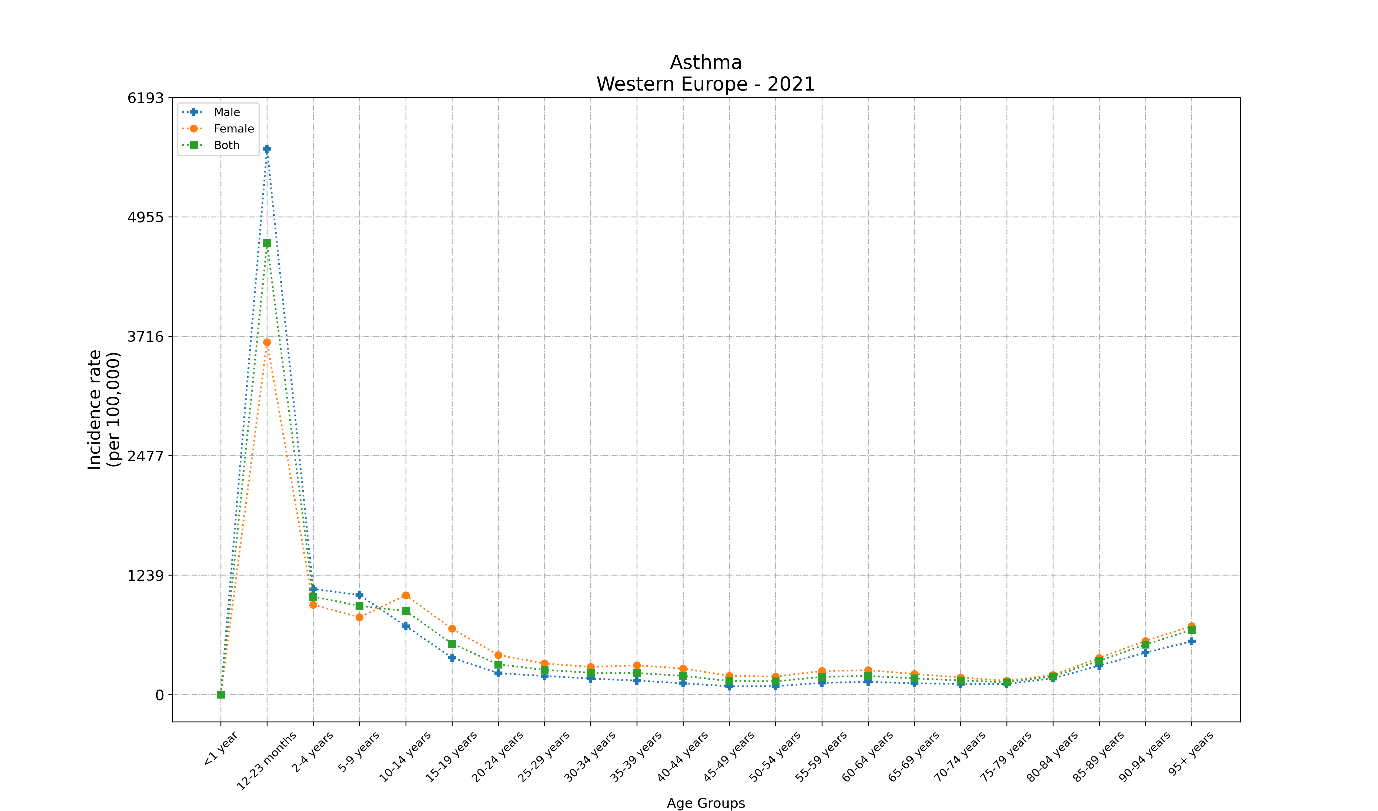 Asthma
Western Europe - 2021
Male
Female
Both
6193
4955
3716
2477
1239
0
Incidence rate
(per 100,000)
<1 year
12-23 months
2-4 years
5-9 years
10-14 years
15-19 years
20-24 years
25-29 years
30-34 years
35-39 years
40-44 years
45-49 years
50-54 years
55-59 years
60-64 years
65-69 years
70-74 years
75-79 years
80-84 years
85-89 years
90-94 years
95+ years
Age Groups